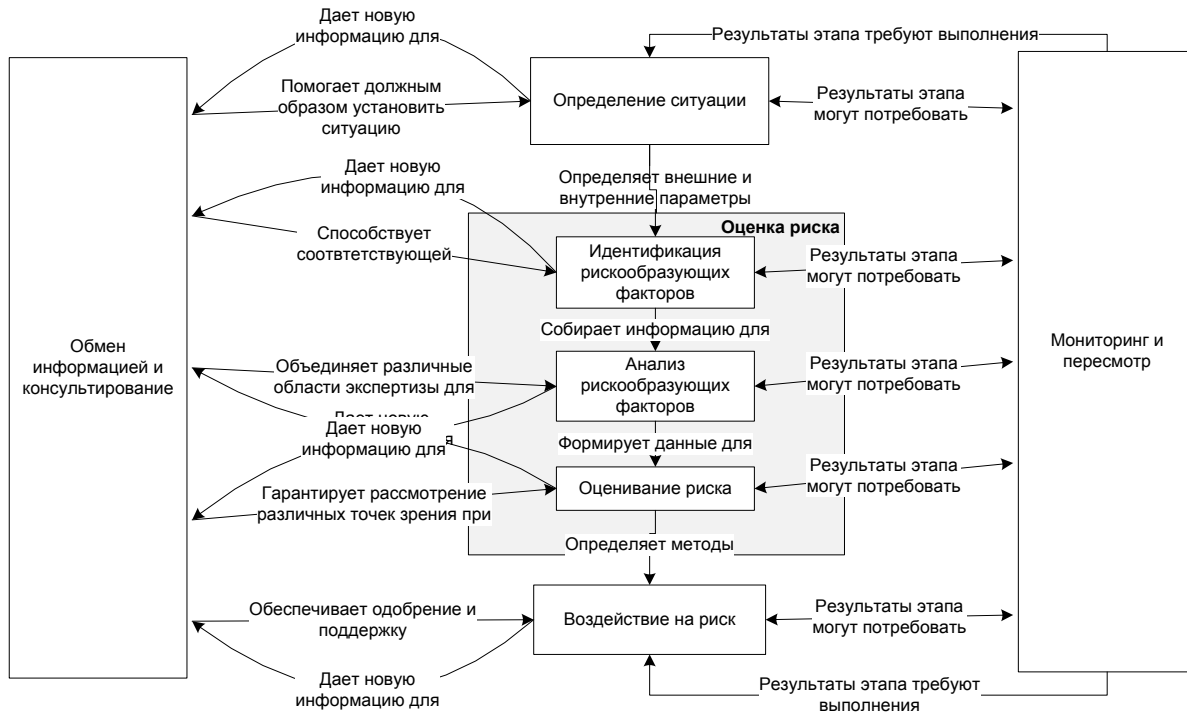 Дает новую
информацию для
Результаты этапа требуют выполнения
Помогает должным
образом установить
ситуацию
Определение ситуации
Результаты этапа
могут потребовать
Дает новую
информацию для
Определяет внешние и
внутренние параметры
Оценка риска
Способствует
соотвтетствующей
Идентификация
рискообразующих
факторов
Результаты этапа
могут потребовать
Собирает информацию для
Обмен
информацией и
консультирование
Мониторинг и
пересмотр
Объединяет различные
области экспертизы для
Анализ
рискообразующих
факторов
Результаты этапа
могут потребовать
Дает новую
Дает новую
информацию для
Формирует данные для
Гарантирует рассмотрение
различных точек зрения при
Оценивание риска
Результаты этапа
могут потребовать
Определяет методы
Обеспечивает одобрение и
поддержку
Воздействие на риск
Результаты этапа
могут потребовать
Дает новую
информацию для
Результаты этапа требуют
выполнения